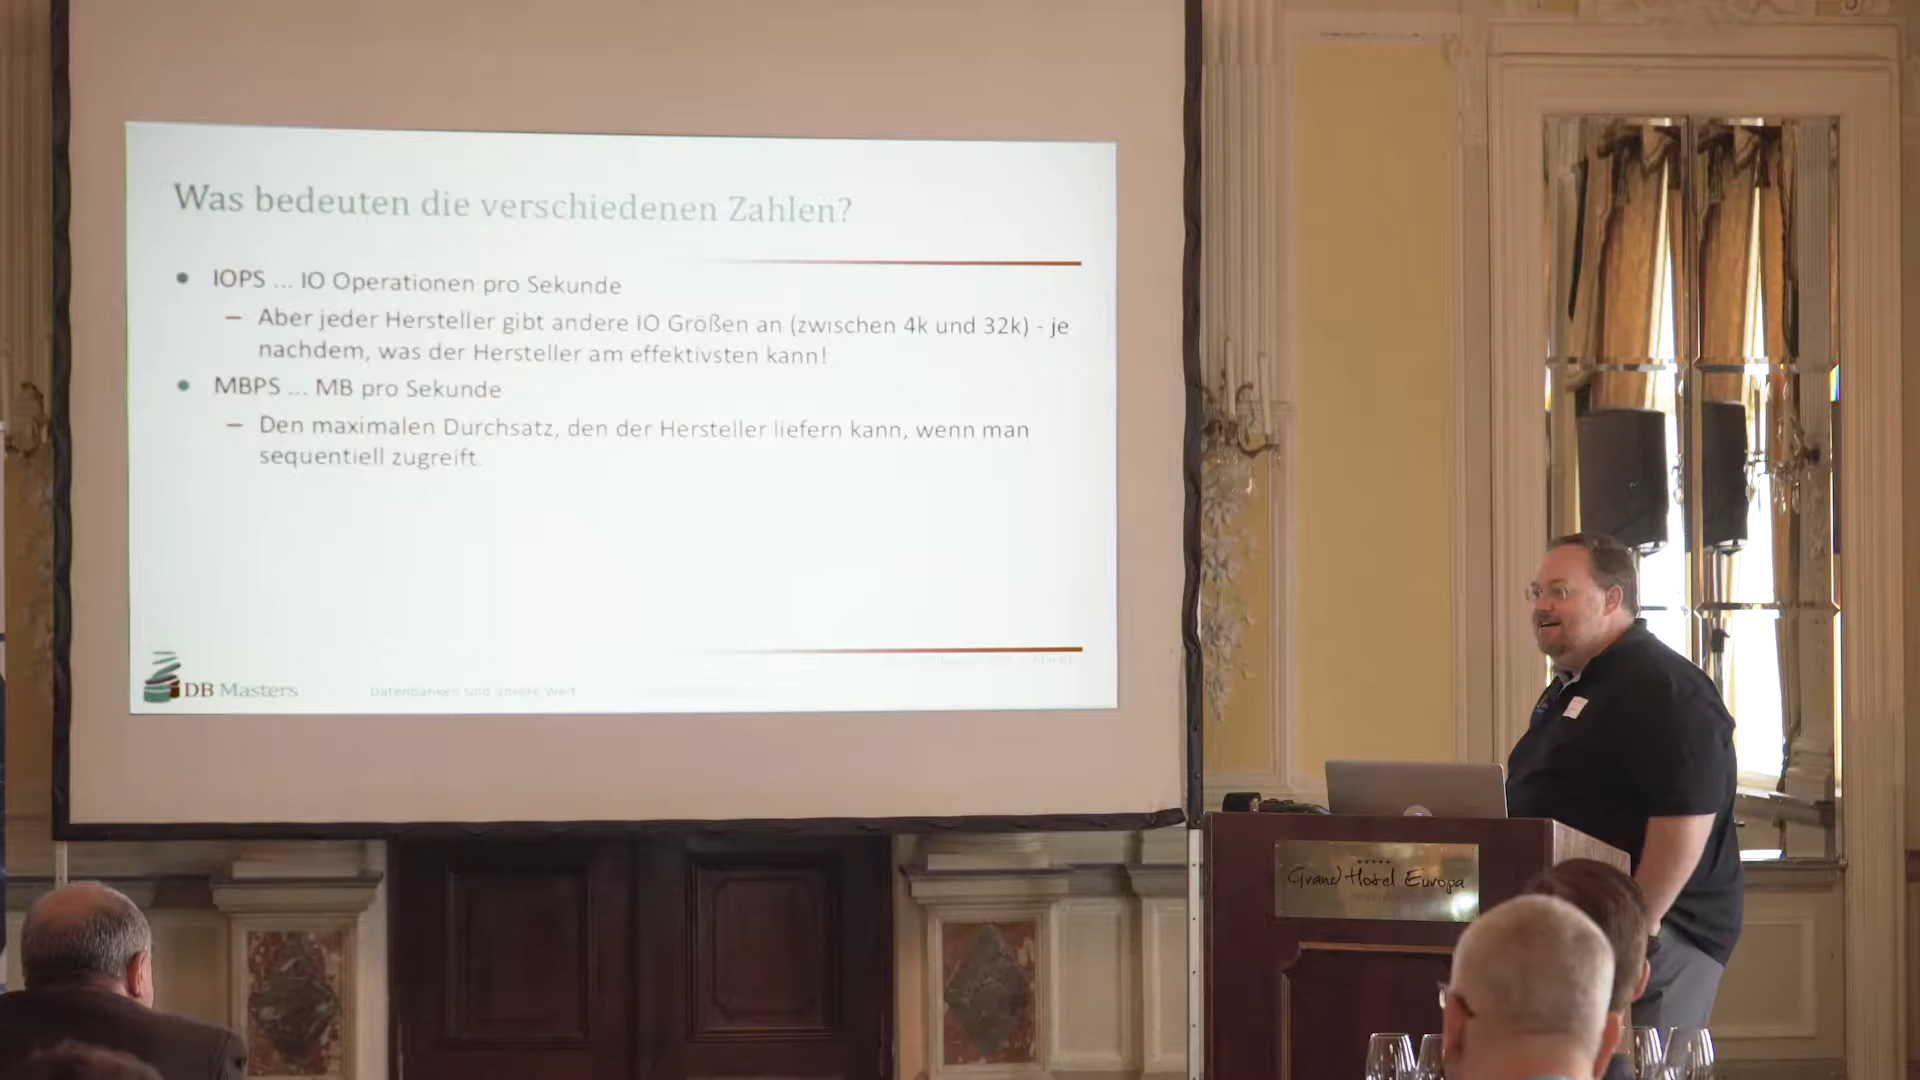 Was bedeuten die verschiedenen Zahlen?
• IOPS ... IO Operationen pro Sekunde
– Aber jeder Hersteller gibt andere IO Größen an (zwischen 4k und 32k) - je
nachdem, was der Hersteller am effektivsten kann!
• MBPS ... MB pro Sekunde
– Den maximalen Durchsatz, den der Hersteller liefern kann, wenn man
sequentiell zugreift.
DB Masters
Datenbanken sind unsere Welt
Grand Hotel Europa